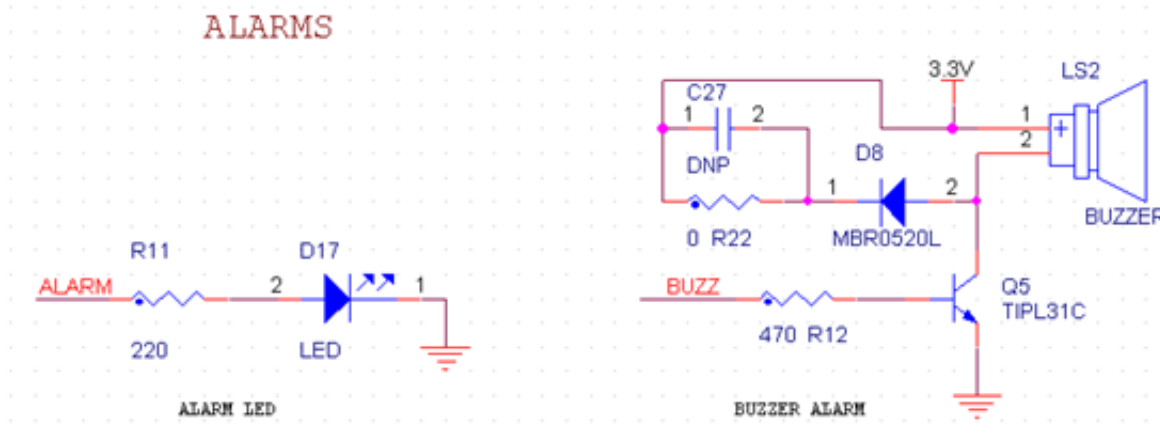 ALARMS
3.3V
LS2
C27
1
2
1
2
DNP
D8
1
2
BUZZER
0 R22
MBR0520L
R11
D17
ALARM
2
1
BUZZ
Q5
TIPL31C
220
LED
470 R12
ALARM LED
BUZZER ALARM